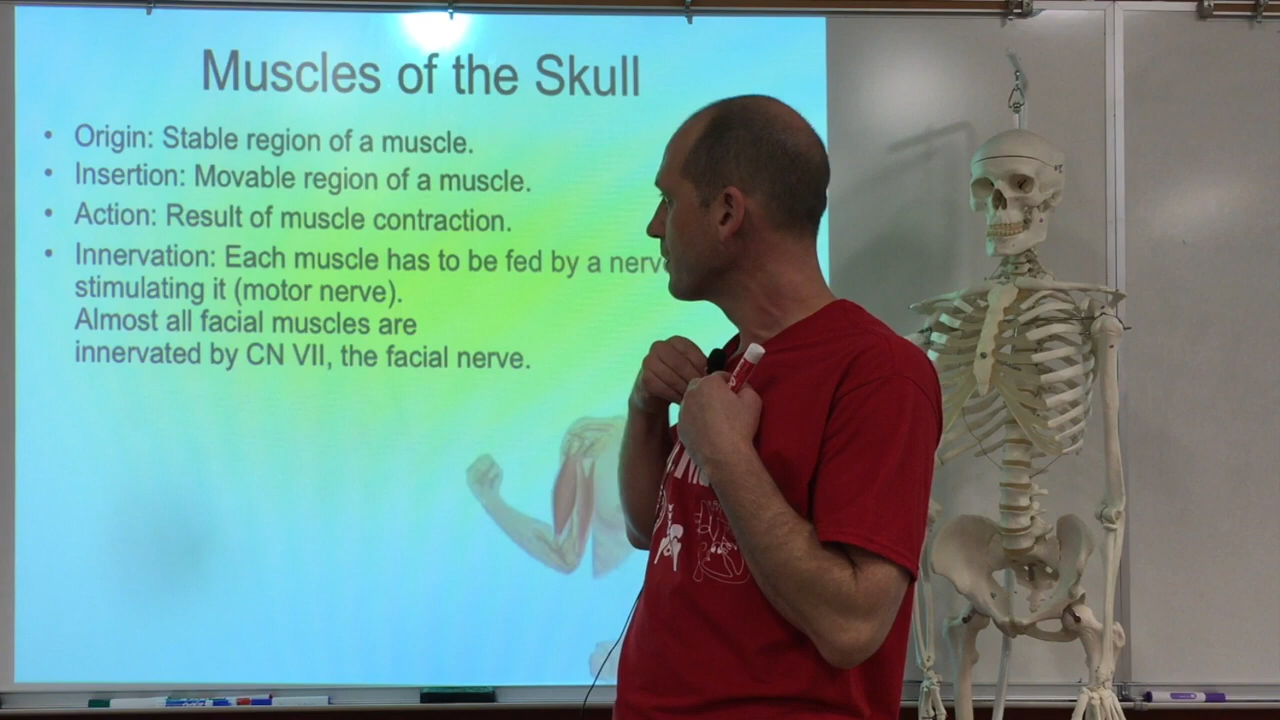 Muscles of the Skull
• Origin: Stable region of a muscle.
• Insertion: Movable region of a muscle.
• Action: Result of muscle contraction.
• Innervation: Each muscle has to be fed by a nerv
stimulating it (motor nerve).
Almost all facial muscles are
innervated by CN VII, the facial nerve.